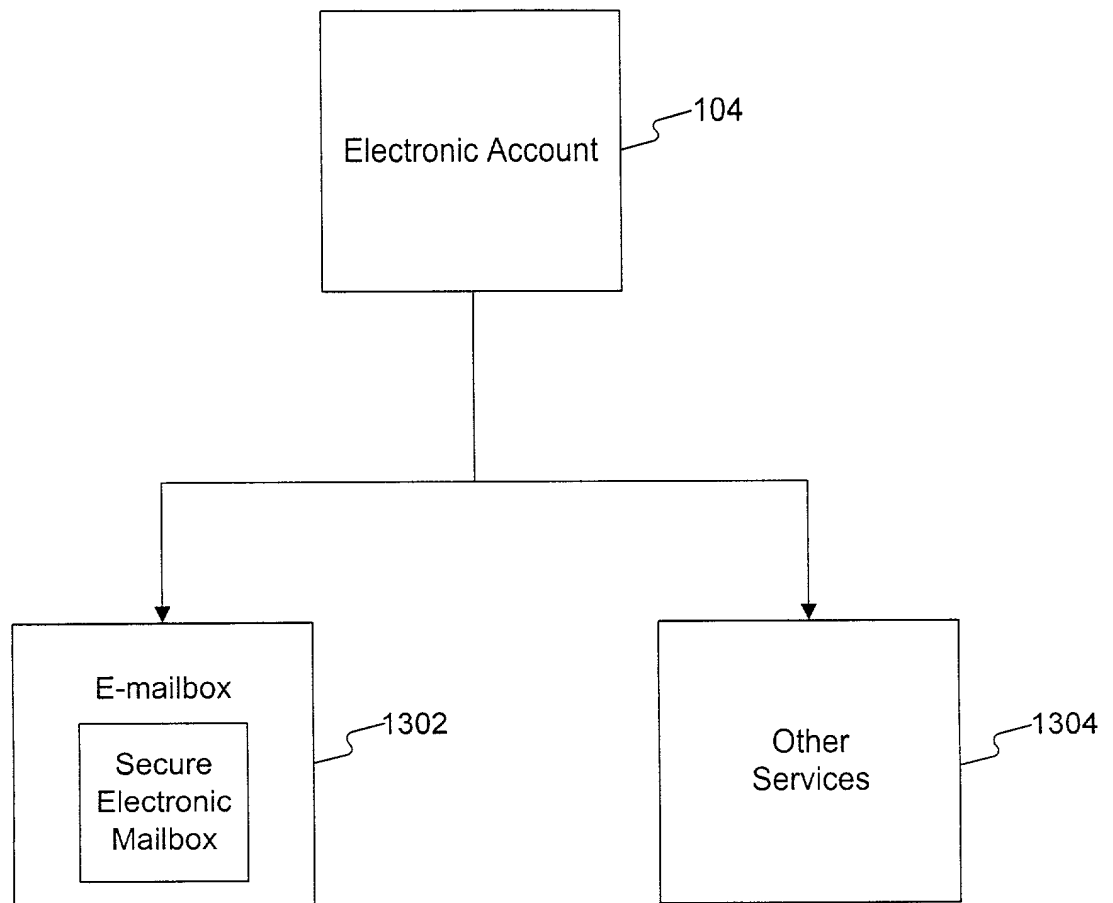 Electronic Account
104
E-mailbox
1302
Secure
Electronic
Mailbox
Other
Services
1304